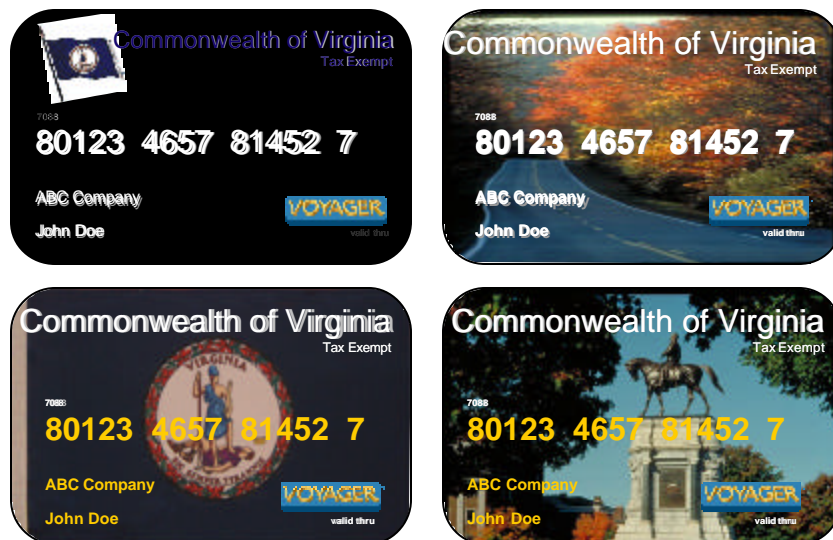 Commonwealth of Virginia
Tax Exempt
7088
80123 4657 81452 7
ABC Company
VOYAGER
John Doe
valid thru
Commonwealth of Virginia
Tax Exempt
7088
80123 4657 81452 7
ABC Company
VOYAGER
John Doe
valid thru
Commonwealth of Virginia
Tax Exempt
VIRGINIA
7088
80123 4657 81452 7
ABC Company
VOYAGER
John Doe
valid thru
Commonwealth of Virginia
Tax Exempt
7088
80123 4657 81452 7
ABC Company
VOYAGER
John Doe
valid thru